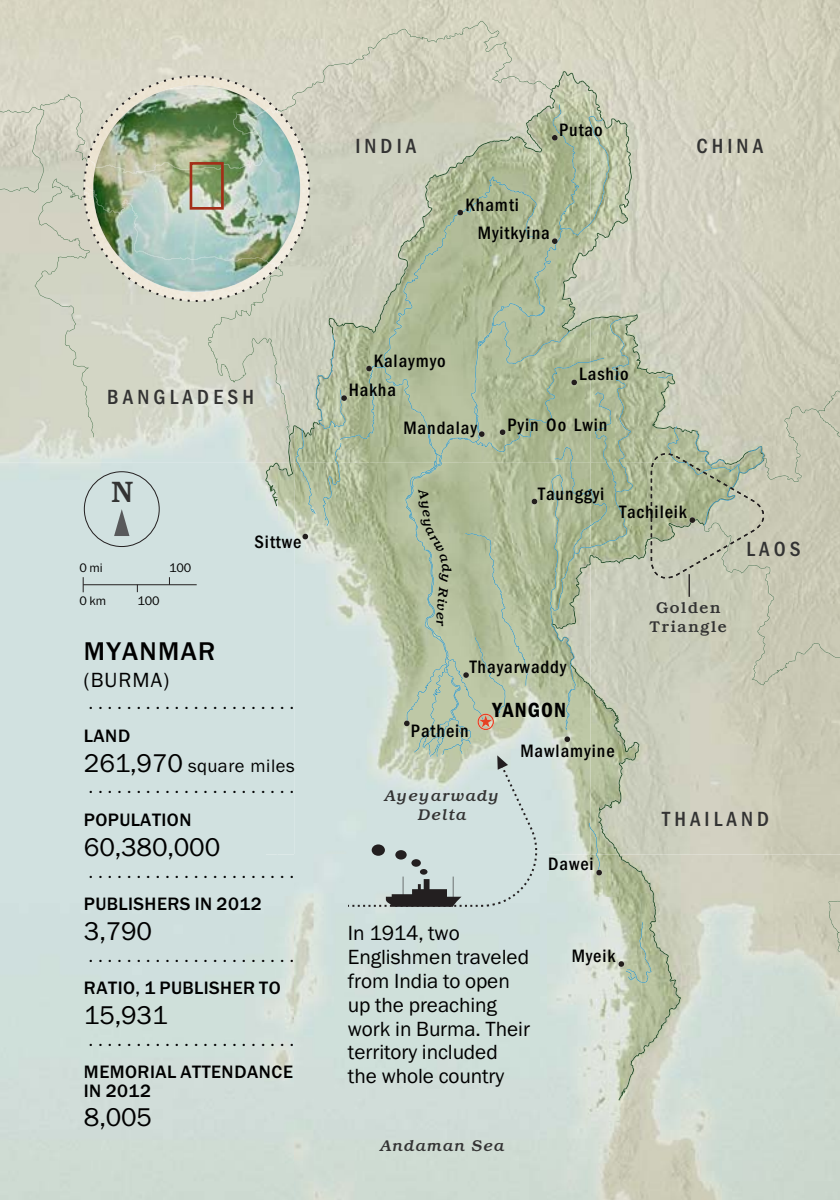 INDIA
CHINA
Putao
Khamti
Myitkyina
Kalaymyo
Lashio
Hakha
BANGLADESH
Mandalay
Pyin Oo Lwin
N
Ayeyarwady River
Taunggyi
Tachileik
Sittwe
LAOS
0 mi 100
0 km 100
Golden
Triangle
MYANMAR
(BURMA)
LAND
261,970 square miles
POPULATION
60,380,000
PUBLISHERS IN 2012
3,790
RATIO, 1 PUBLISHER TO
15,931
MEMORIAL ATTENDANCE
IN 2012
8,005
Thayarwaddy
YANGON
Pathein
Mawlamyine
Ayeyarwady
Delta
THAILAND
Dawei
Myeik
In 1914, two
Englishmen traveled
from India to open
up the preaching
work in Burma. Their
territory included
the whole country
Andaman Sea